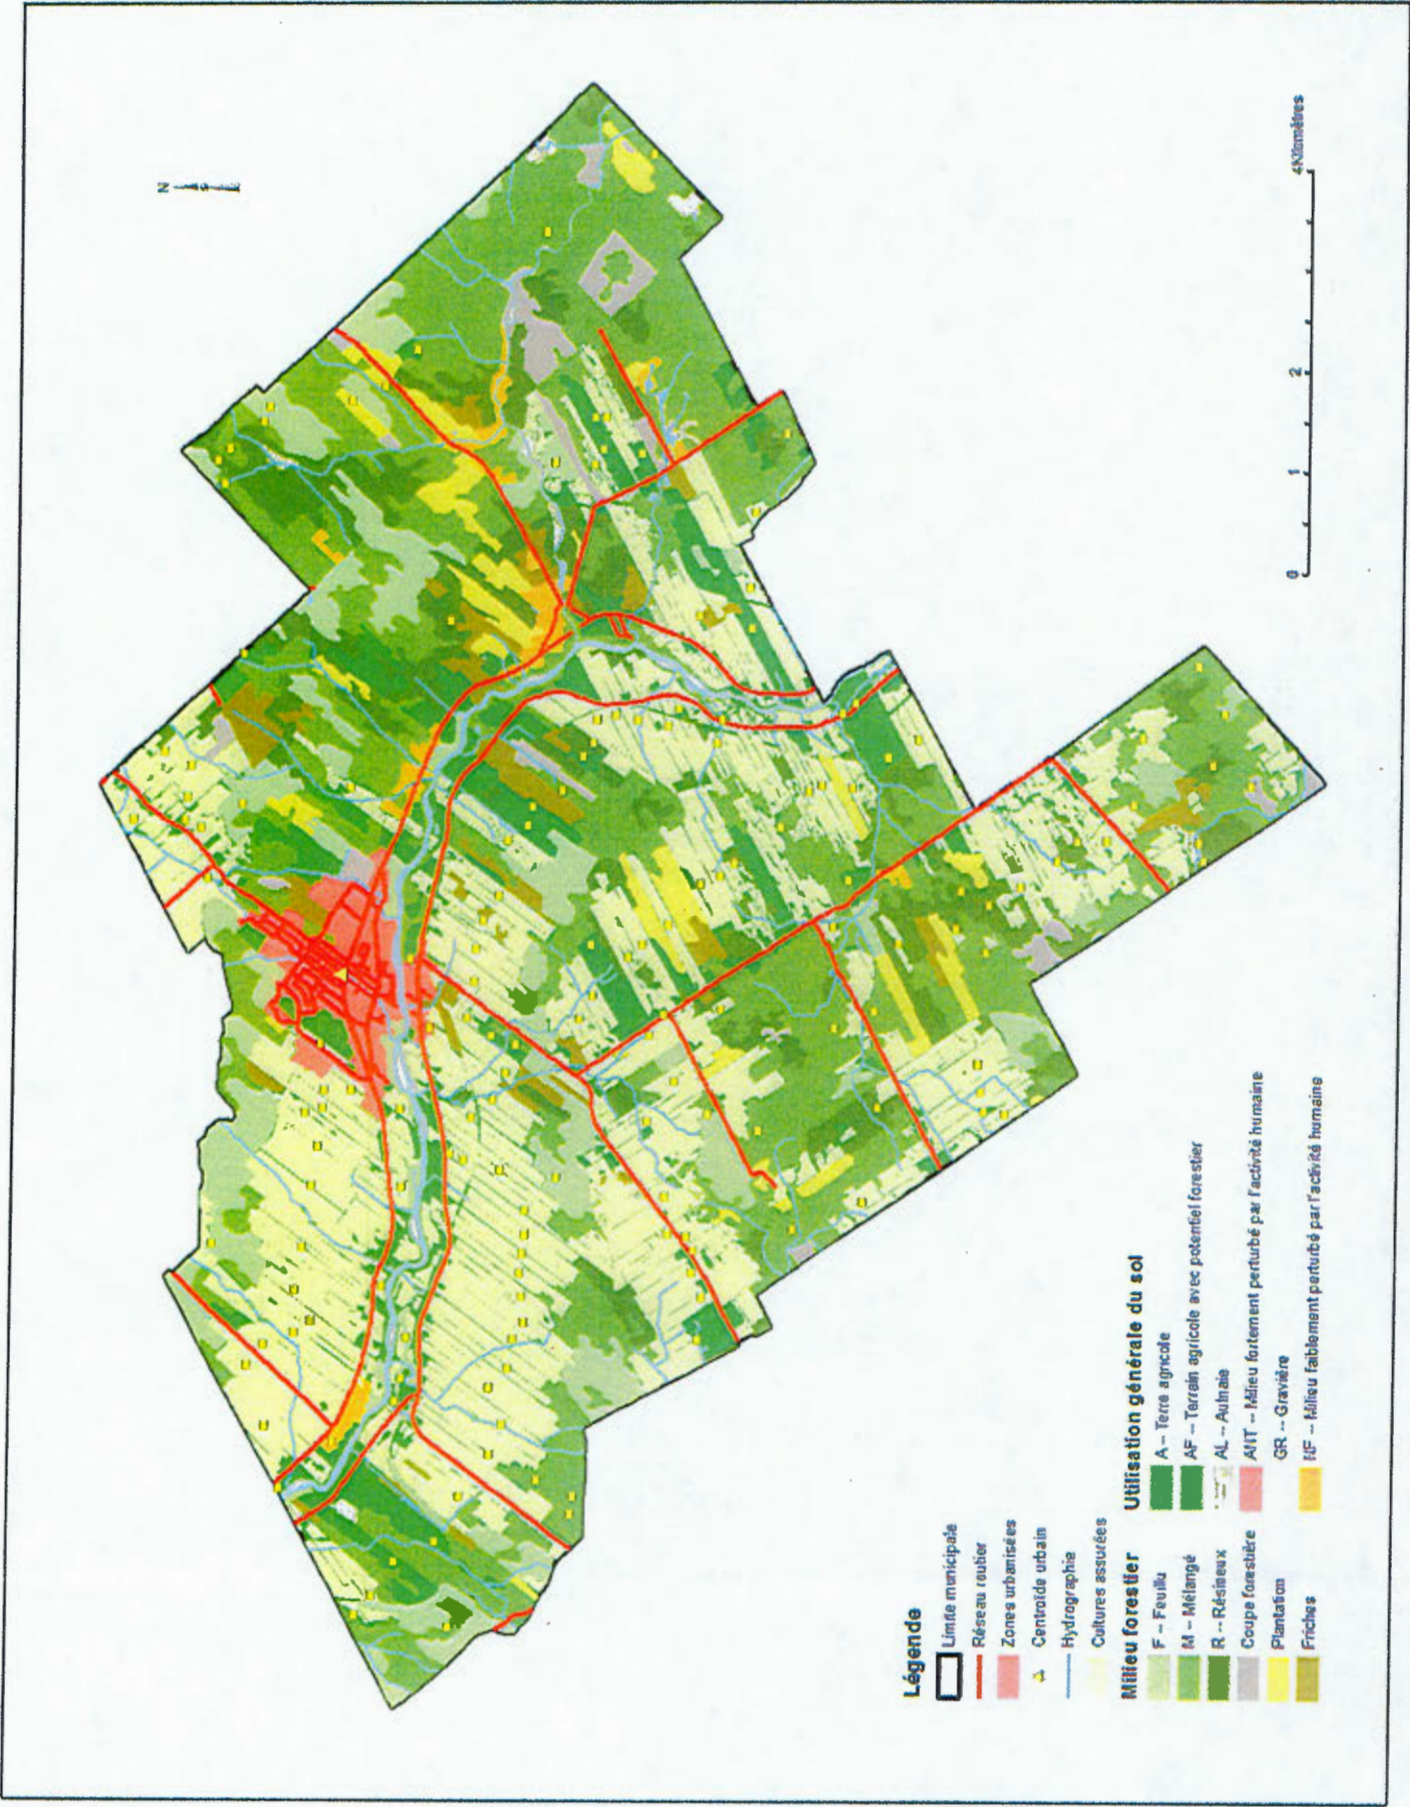 N
Légende
Limite municipale
Réseau routier
Zones urbanisées
Centroïde urbain
Hydrographie
Cultures assurées
Milieu forestier
F -- Feuillu
M -- Mélangé
R -- Résineux
Coupe forestière
Plantation
Friches
Utilisation générale du sol
A -- Terre agricole
AF -- Terrain agricole avec potentiel forestier
AL -- Aulnaie
ANT -- Milieu fortement perturbé par l'activité humaine
GR -- Gravière
NF -- Milieu faiblement perturbé par l'activité humaine
0 1 2 4 Kilomètres